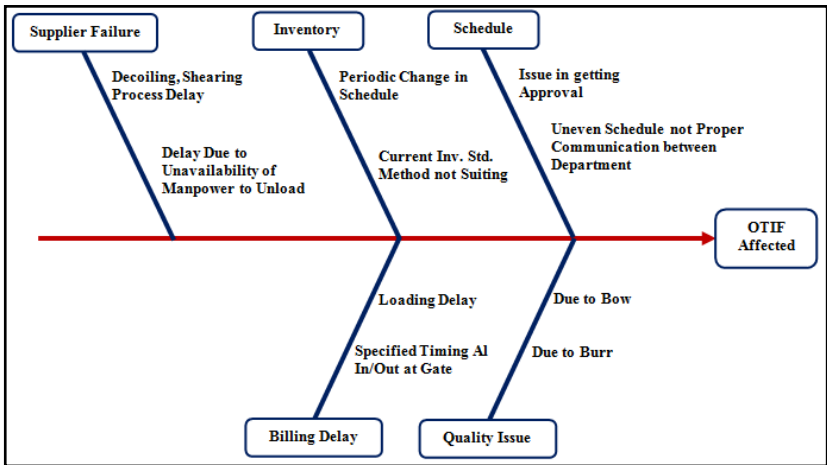 Supplier Failure
Inventory
Schedule
Decoiling, Shearing
Process Delay
Periodic Change in
Schedule
Issue in getting
Approval
Delay Due to
Unavailability of
Manpower to Unload
Current Inv. Std.
Method not Suiting
Uneven Schedule not Proper
Communication between
Department
OTIF
Affected
Loading Delay
Due to Bow
Specified Timing Al
In/Out at Gate
Due to Burr
Billing Delay
Quality Issue